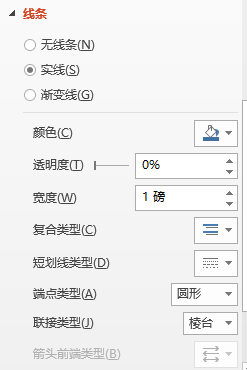 线条
无线条(N)
实线(S)
渐变线(G)
颜色(C)
透明度(T) 0%
宽度(W) 1 磅
复合类型(C)
短划线类型(D)
端点类型(A) 圆形
联接类型(J) 棱台
箭头前端类型(B)